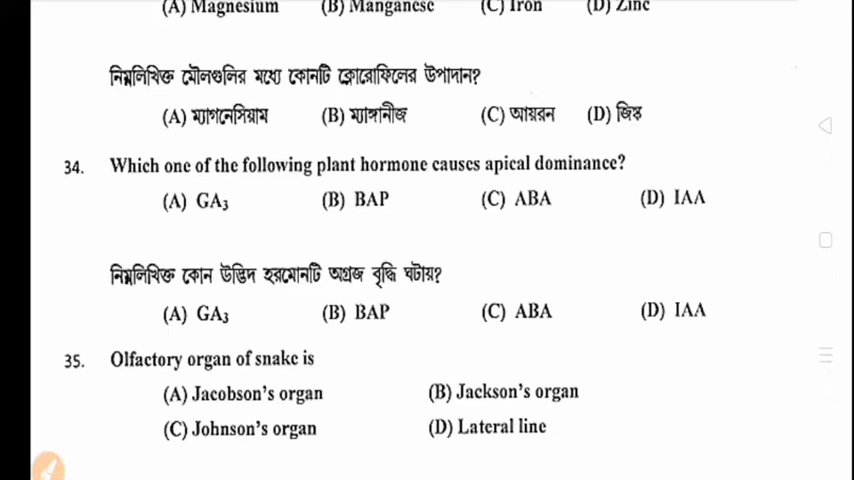 (A) Magnesium (B) Manganese (C) Iron (D) Zinc
নিম্নলিখিত মৌলগুলির মধ্যে কোনটি ক্লোরোফিলের উপাদান?
(A) ম্যাগনেসিয়াম (B) ম্যাঙ্গানীজ (C) আয়রন (D) জিঙ্ক
34. Which one of the following plant hormone causes apical dominance?
(A) GA₃ (B) BAP (C) ABA (D) IAA
নিম্নলিখিত কোন উদ্ভিদ হরমোনটি অগ্রজ বৃদ্ধি ঘটায়?
(A) GA₃ (B) BAP (C) ABA (D) IAA
35. Olfactory organ of snake is
(A) Jacobson's organ (B) Jackson's organ
(C) Johnson's organ (D) Lateral line